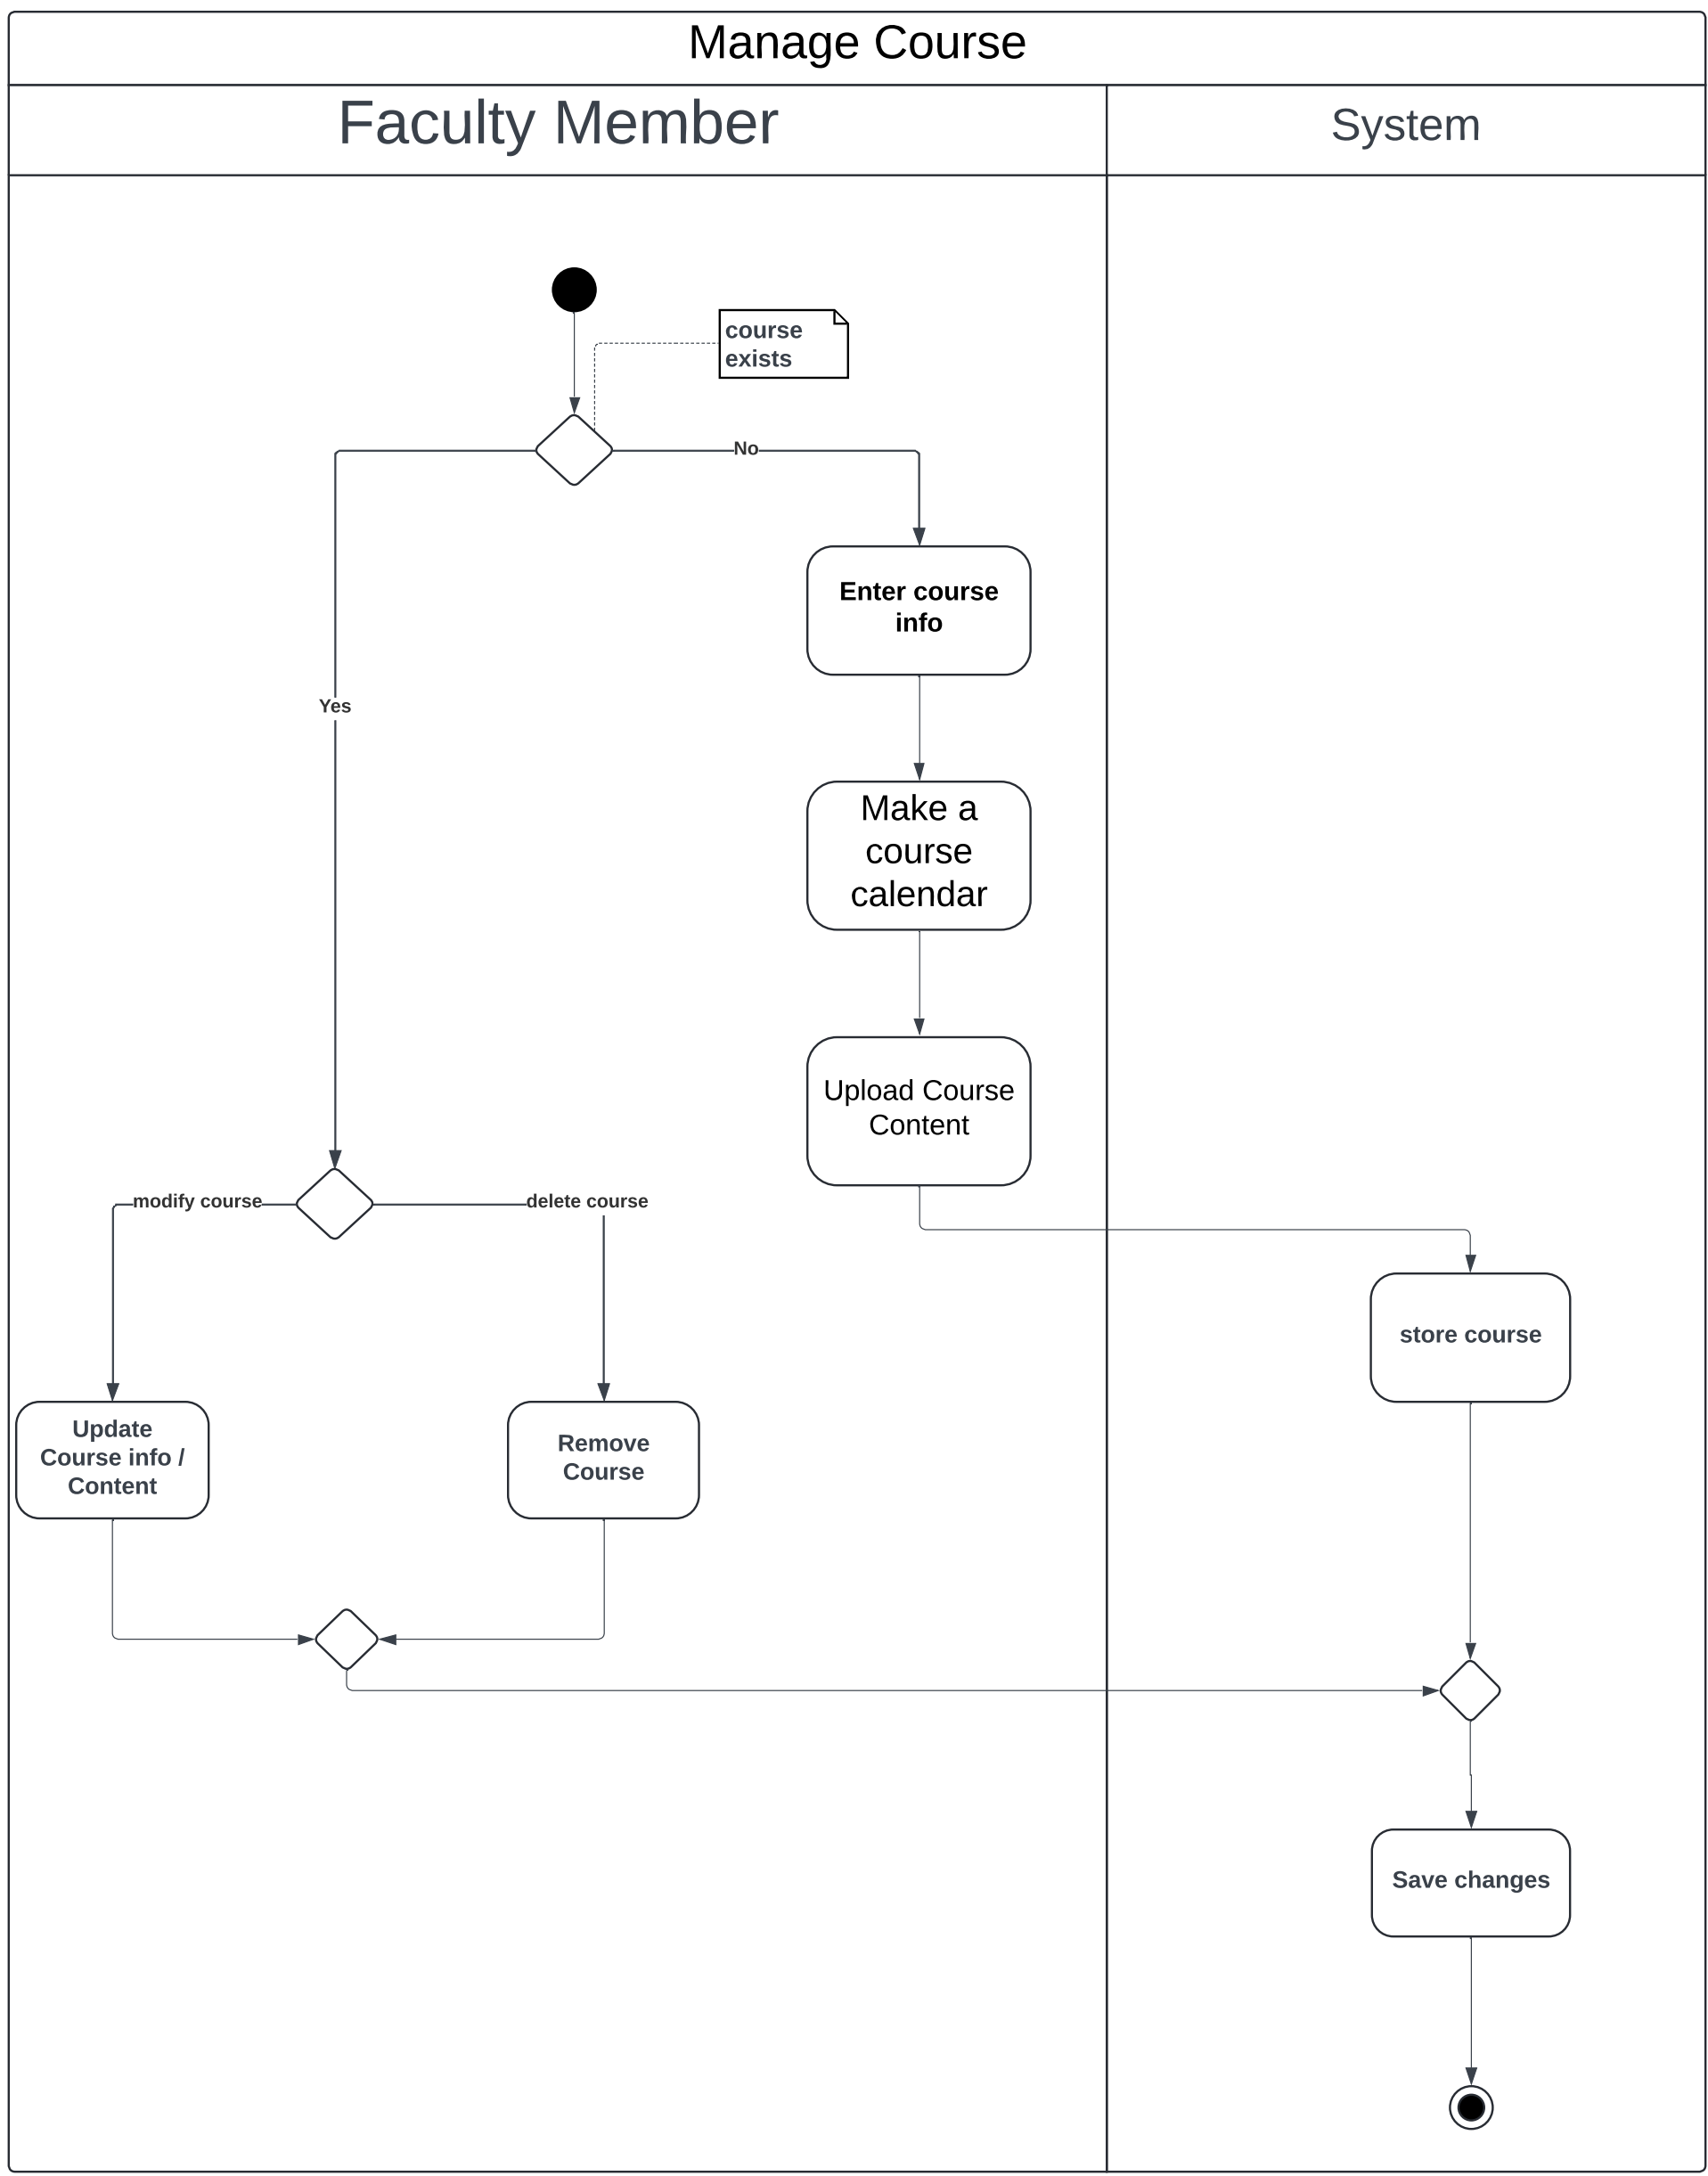 Manage Course
Faculty Member
System
course
exists
No
Enter course
info
Yes
Make a
course
calendar
Upload Course
Content
modify course
delete course
store course
Update
Course info /
Content
Remove
Course
Save changes